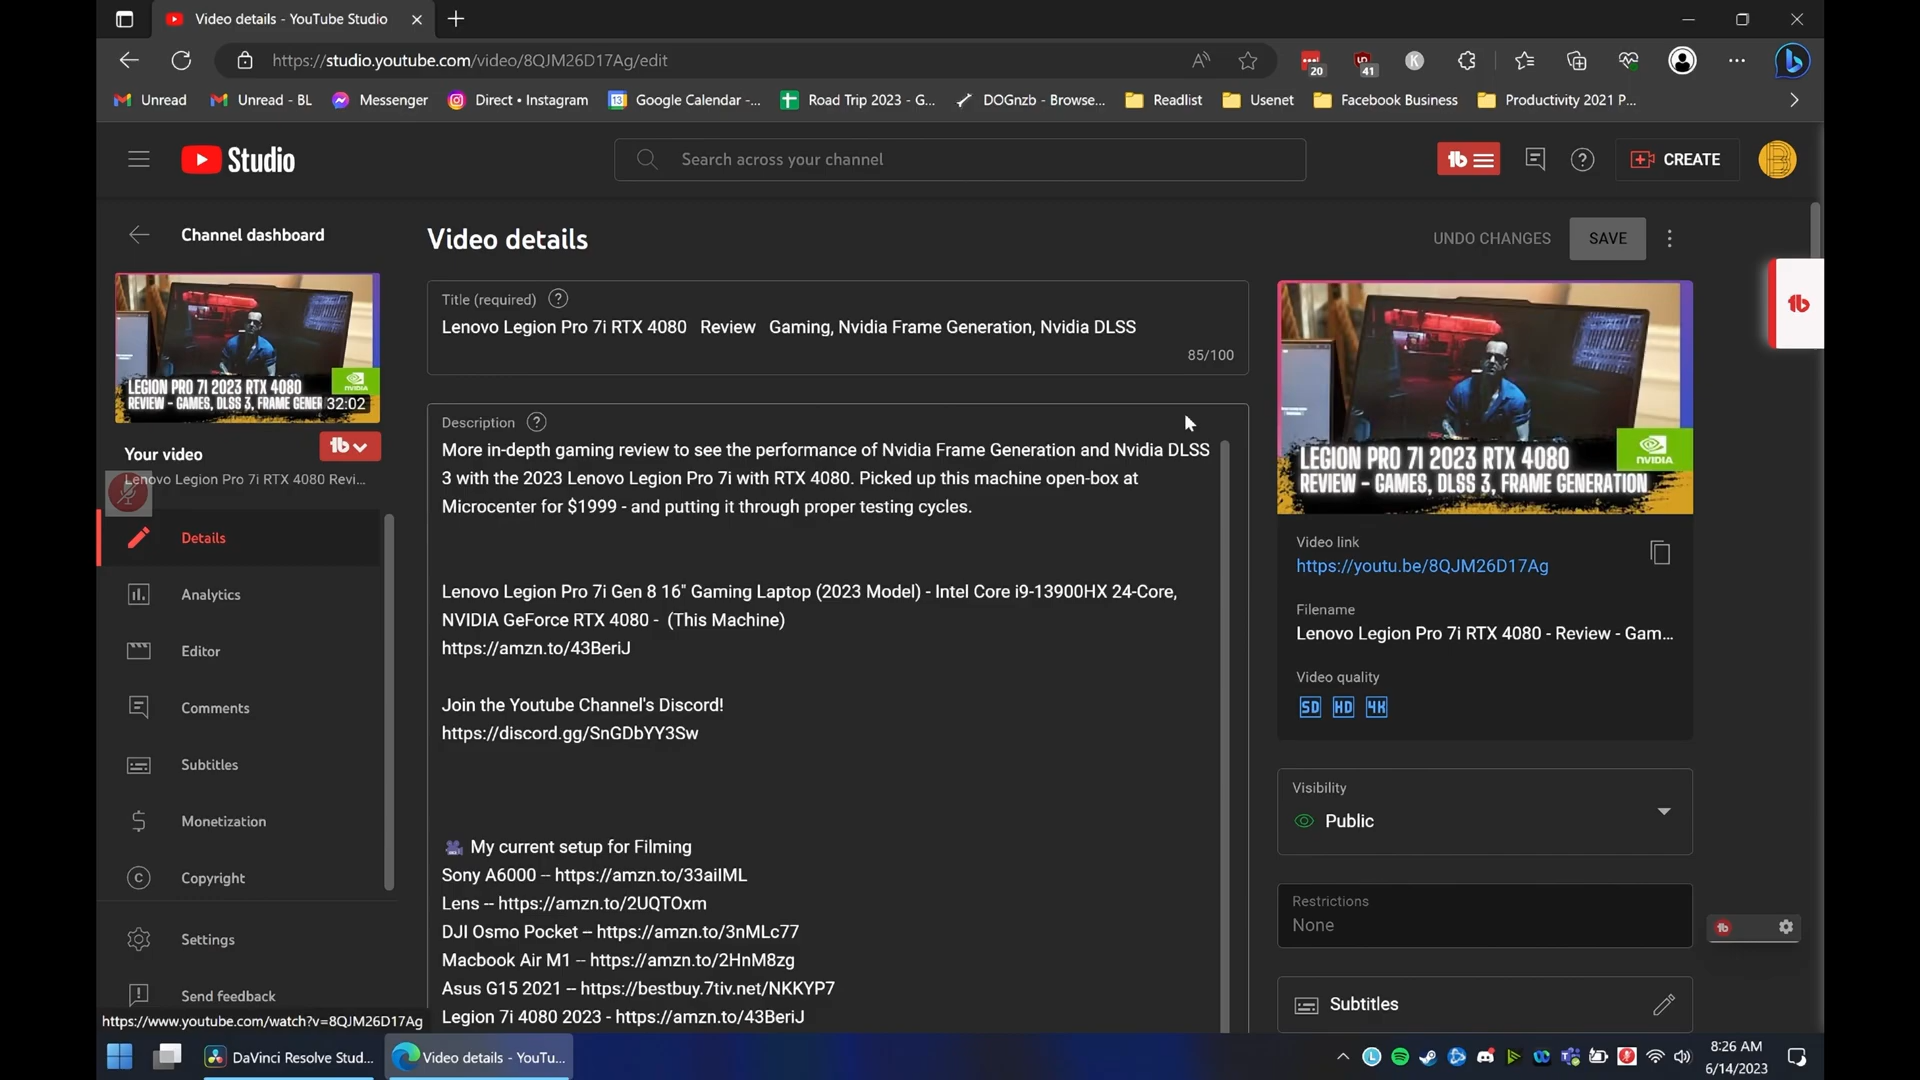 Video details - YouTube Studio
https://studio.youtube.com/video/8QJM26D17Ag/edit
20
41
K
Unread
Unread - BL
Messenger
Direct • Instagram
18
Google Calendar -...
Road Trip 2023 - G...
DOGnzb - Browse...
Readlist
Usenet
Facebook Business
Productivity 2021 P...
Studio
Search across your channel
CREATE
Channel dashboard
Video details
UNDO CHANGES
SAVE
Title (required)
Lenovo Legion Pro 7i RTX 4080   Review   Gaming, Nvidia Frame Generation, Nvidia DLSS
85/100
LEGION PRO 7I 2023 RTX 4080
REVIEW - GAMES, DLSS 3, FRAME GENER
32:02
NVIDIA
Your video
Lenovo Legion Pro 7i RTX 4080 Revi...
Details
Analytics
Editor
Comments
Subtitles
Monetization
Copyright
Settings
Send feedback
https://www.youtube.com/watch?v=8QJM26D17Ag
Description
More in-depth gaming review to see the performance of Nvidia Frame Generation and Nvidia DLSS
3 with the 2023 Lenovo Legion Pro 7i with RTX 4080. Picked up this machine open-box at
Microcenter for $1999 - and putting it through proper testing cycles.
Lenovo Legion Pro 7i Gen 8 16" Gaming Laptop (2023 Model) - Intel Core i9-13900HX 24-Core,
NVIDIA GeForce RTX 4080 -  (This Machine)
https://amzn.to/43BeriJ
Join the Youtube Channel's Discord!
https://discord.gg/SnGDbYY3Sw
My current setup for Filming
Sony A6000 -- https://amzn.to/33ailML
Lens -- https://amzn.to/2UQTOxm
DJI Osmo Pocket -- https://amzn.to/3nMLc77
Macbook Air M1 -- https://amzn.to/2HnM8zg
Asus G15 2021 -- https://bestbuy.7tiv.net/NKKYP7
Legion 7i 4080 2023 - https://amzn.to/43BeriJ
LEGION PRO 7I 2023 RTX 4080
REVIEW - GAMES, DLSS 3, FRAME GENERATION
NVIDIA
Video link
https://youtu.be/8QJM26D17Ag
Filename
Lenovo Legion Pro 7i RTX 4080 - Review - Gam...
Video quality
SD HD 4K
Visibility
Public
Restrictions
None
Subtitles
DaVinci Resolve Stud...
Video details - YouTu...
8:26 AM
6/14/2023